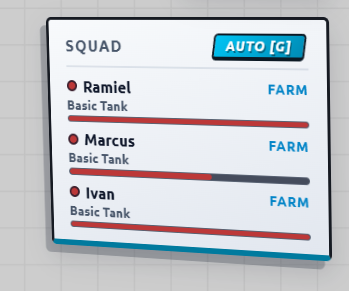 SQUAD AUTO [G]
Ramiel FARM
Basic Tank
Marcus FARM
Basic Tank
Ivan FARM
Basic Tank